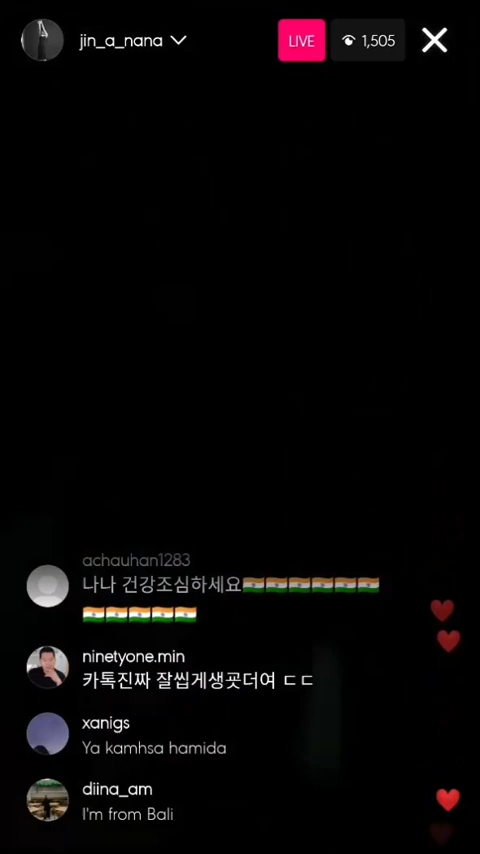 jin_a_nana
LIVE
1,505
achauhan1283
나나 건강조심하세요🇮🇳🇮🇳🇮🇳🇮🇳🇮🇳🇮🇳
🇮🇳🇮🇳🇮🇳🇮🇳🇮🇳
ninetyone.min
카톡진짜 잘씹게생굣더여 ㄷㄷ
xanigs
Ya kamhsa hamida
diina_am
I'm from Bali